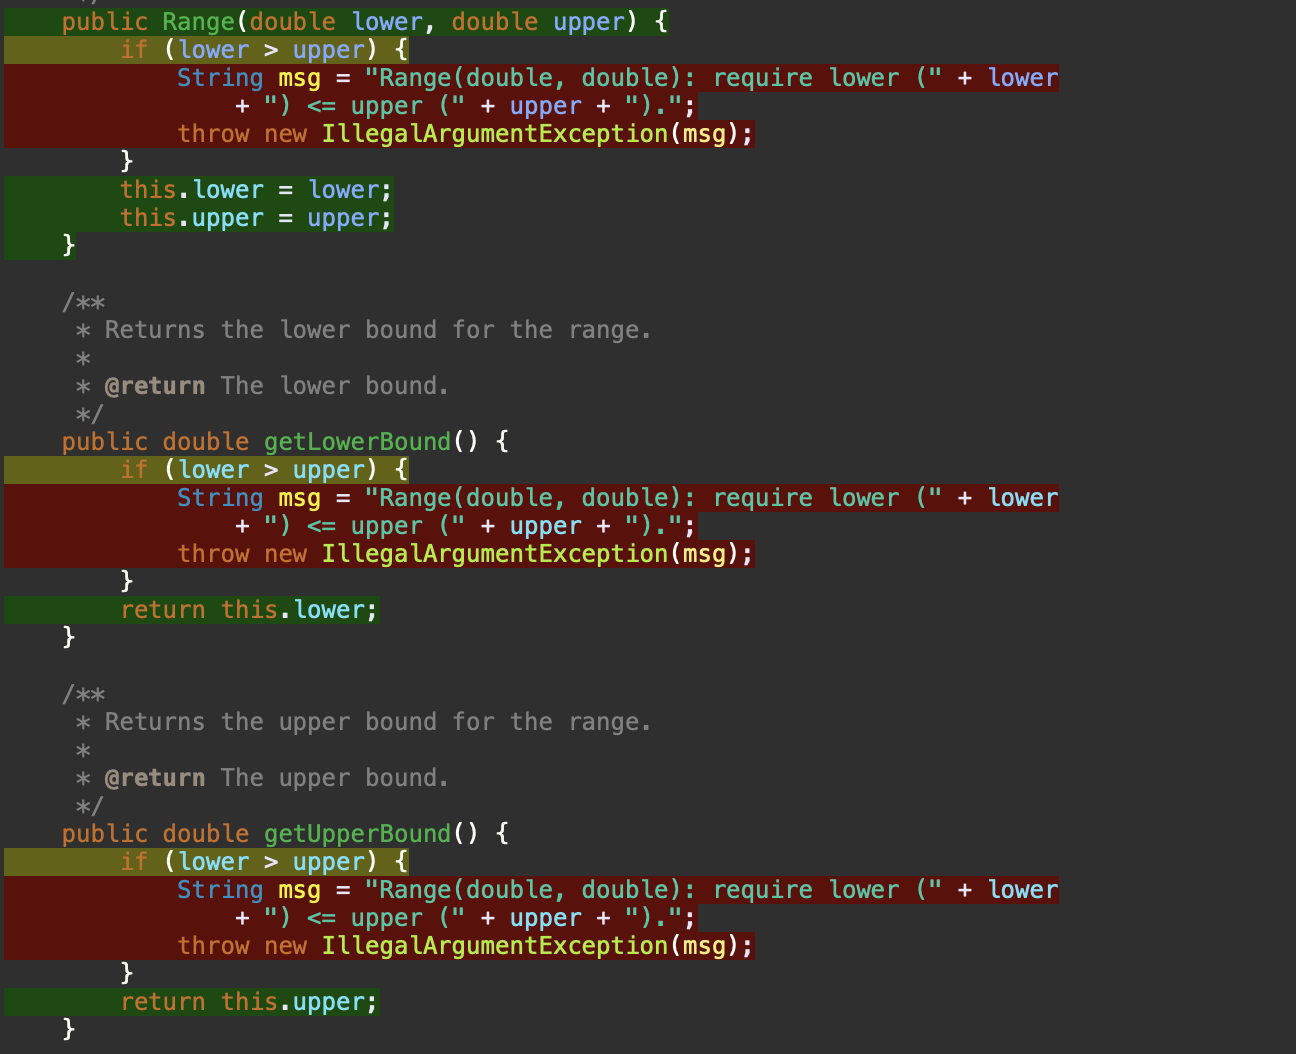 */
    public Range(double lower, double upper) {
        if (lower > upper) {
            String msg = "Range(double, double): require lower (" + lower
                + ") <= upper (" + upper + ").";
            throw new IllegalArgumentException(msg);
        }
        this.lower = lower;
        this.upper = upper;
    }

    /**
     * Returns the lower bound for the range.
     *
     * @return The lower bound.
     */
    public double getLowerBound() {
        if (lower > upper) {
            String msg = "Range(double, double): require lower (" + lower
                + ") <= upper (" + upper + ").";
            throw new IllegalArgumentException(msg);
        }
        return this.lower;
    }

    /**
     * Returns the upper bound for the range.
     *
     * @return The upper bound.
     */
    public double getUpperBound() {
        if (lower > upper) {
            String msg = "Range(double, double): require lower (" + lower
                + ") <= upper (" + upper + ").";
            throw new IllegalArgumentException(msg);
        }
        return this.upper;
    }